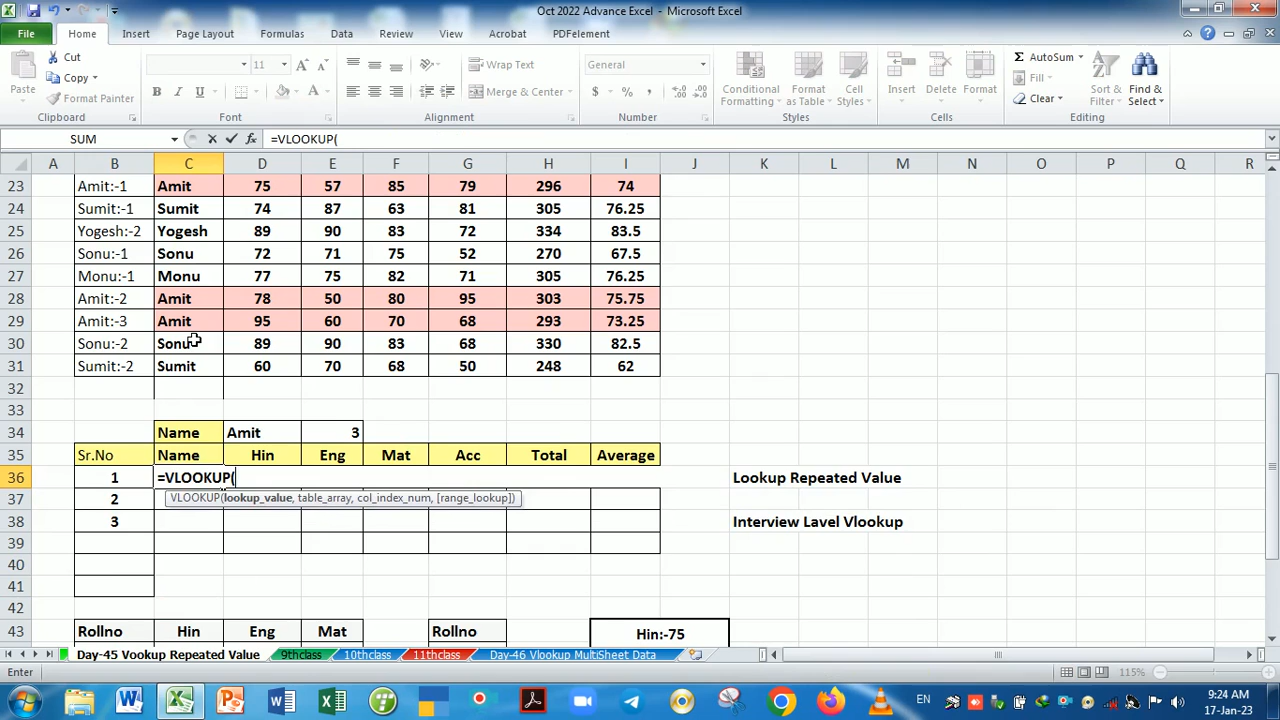 Oct 2022 Advance Excel - Microsoft Excel
File Home Insert Page Layout Formulas Data Review View Acrobat PDFelement
Cut
Copy
Format Painter
Paste
Clipboard
11
Font
Wrap Text
Merge & Center
Alignment
General
Number
Conditional Formatting
Format as Table
Cell Styles
Styles
Insert Delete Format
Cells
AutoSum
Fill
Clear
Sort & Filter
Find & Select
Editing
SUM =VLOOKUP(
A B C D E F G H I J K L M N O P Q R
23 Amit:-1 Amit 75 57 85 79 296 74
24 Sumit:-1 Sumit 74 87 63 81 305 76.25
25 Yogesh:-2 Yogesh 89 90 83 72 334 83.5
26 Sonu:-1 Sonu 72 71 75 52 270 67.5
27 Monu:-1 Monu 77 75 82 71 305 76.25
28 Amit:-2 Amit 78 50 80 95 303 75.75
29 Amit:-3 Amit 95 60 70 68 293 73.25
30 Sonu:-2 Sonu 89 90 83 68 330 82.5
31 Sumit:-2 Sumit 60 70 68 50 248 62
32
33
34 Name Amit 3
35 Sr.No Name Hin Eng Mat Acc Total Average
36 1 =VLOOKUP( Lookup Repeated Value
VLOOKUP(lookup_value, table_array, col_index_num, [range_lookup])
37 2
38 3 Interview Lavel Vlookup
39
40
41
42
43 Rollno Hin Eng Mat Rollno Hin:-75
Day-45 Vookup Repeated Value 9thclass 10thclass 11thclass Day-46 Vlookup MultiSheet Data
Enter 115%
EN 9:24 AM
17-Jan-23